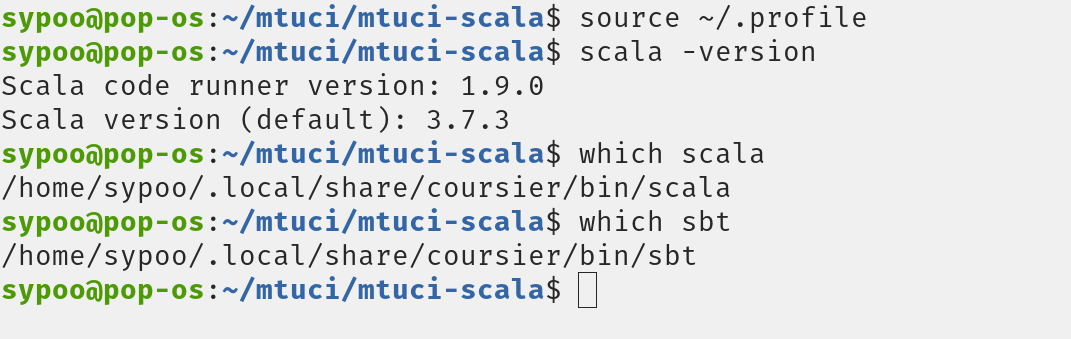 sypoo@pop-os:~/mtuci/mtuci-scala$ source ~/.profile
sypoo@pop-os:~/mtuci/mtuci-scala$ scala -version
Scala code runner version: 1.9.0
Scala version (default): 3.7.3
sypoo@pop-os:~/mtuci/mtuci-scala$ which scala
/home/sypoo/.local/share/coursier/bin/scala
sypoo@pop-os:~/mtuci/mtuci-scala$ which sbt
/home/sypoo/.local/share/coursier/bin/sbt
sypoo@pop-os:~/mtuci/mtuci-scala$